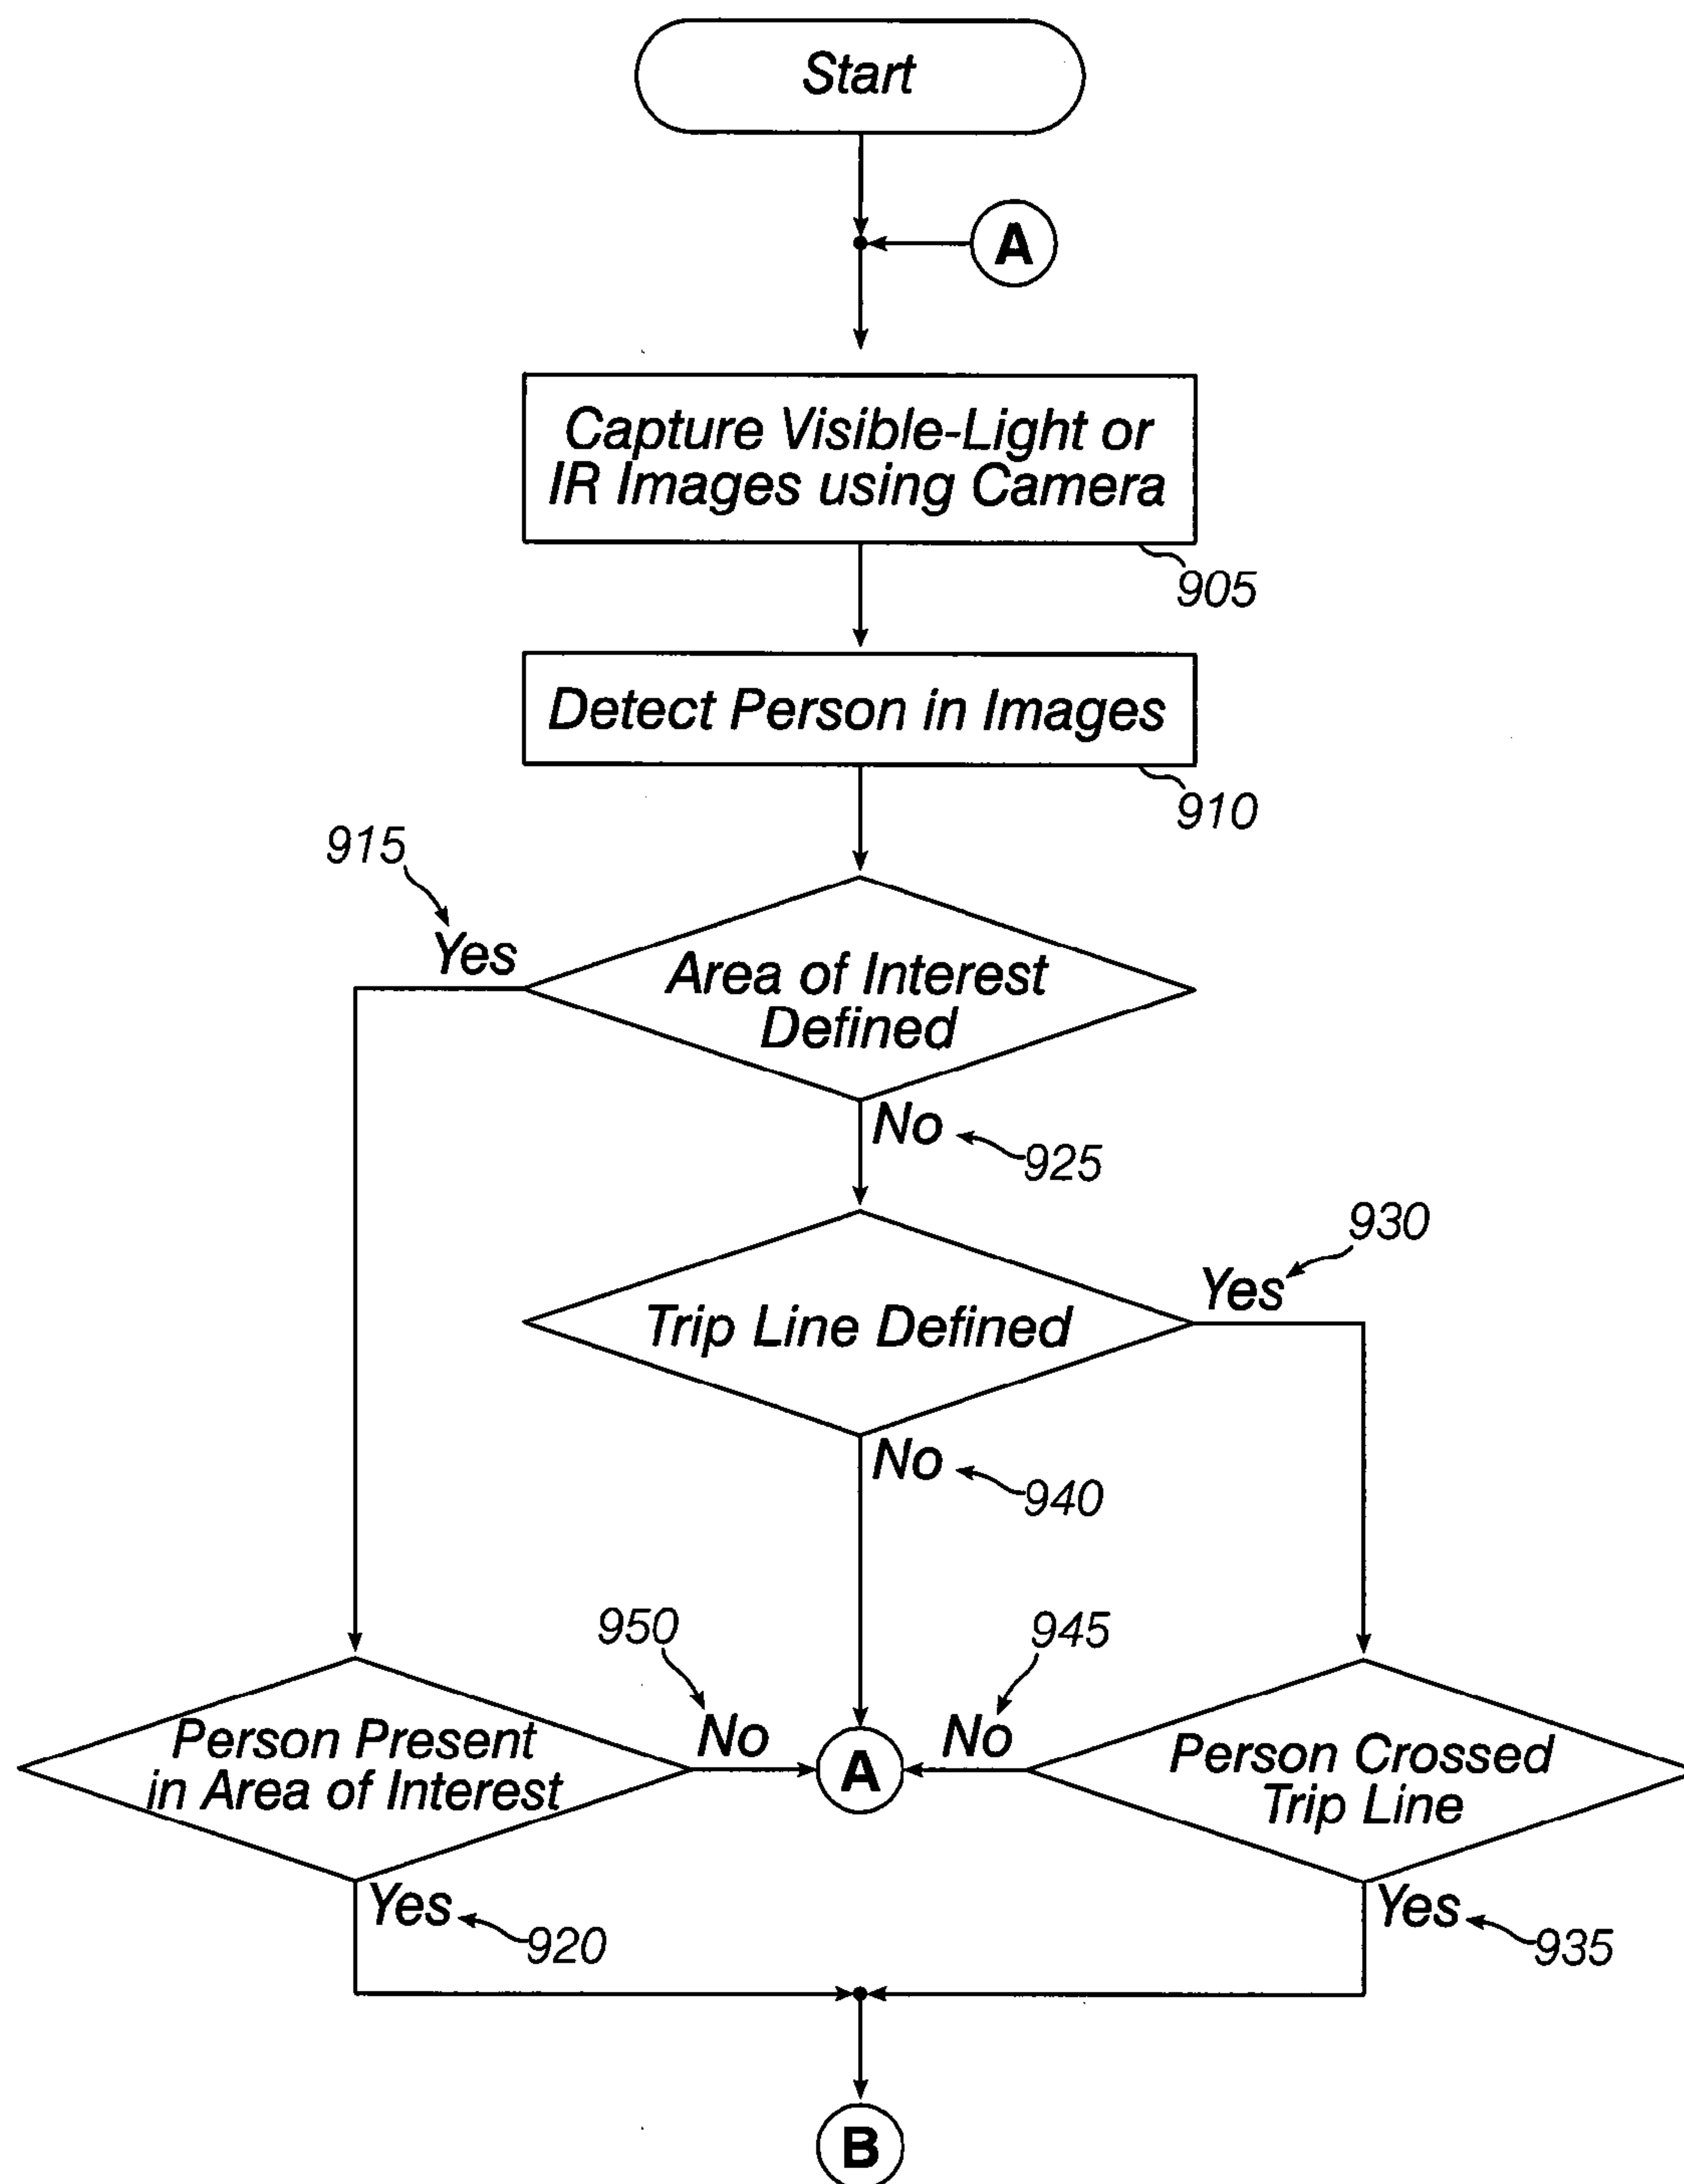 Start
A
Capture Visible-Light or
IR Images using Camera
905
Detect Person in Images
910
915
Yes
Area of Interest
Defined
No
925
930
Yes
Trip Line Defined
No
940
950
945
No
A
No
Person Present
in Area of Interest
Person Crossed
Trip Line
Yes
920
Yes
935
B